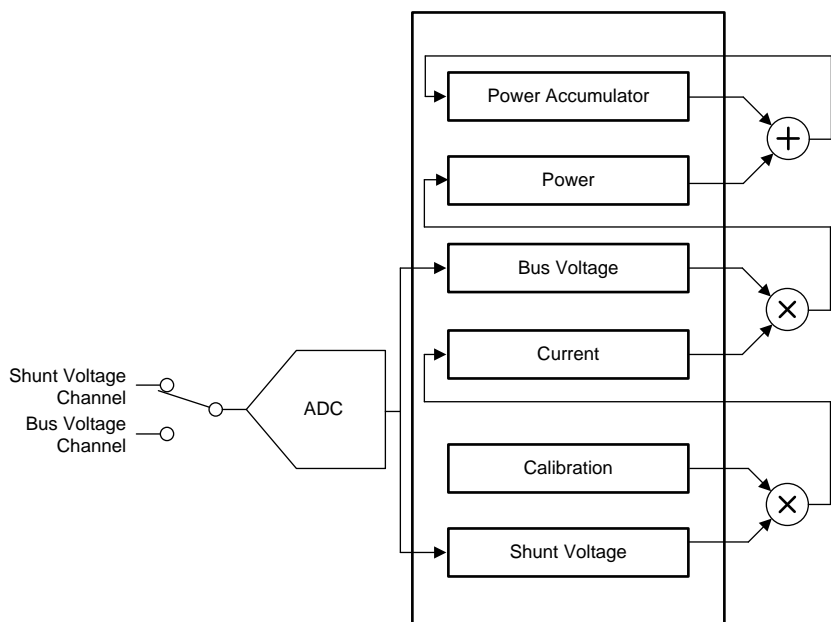 Power Accumulator
Power
Bus Voltage
Current
Shunt Voltage
Channel
Bus Voltage
Channel
ADC
Calibration
Shunt Voltage